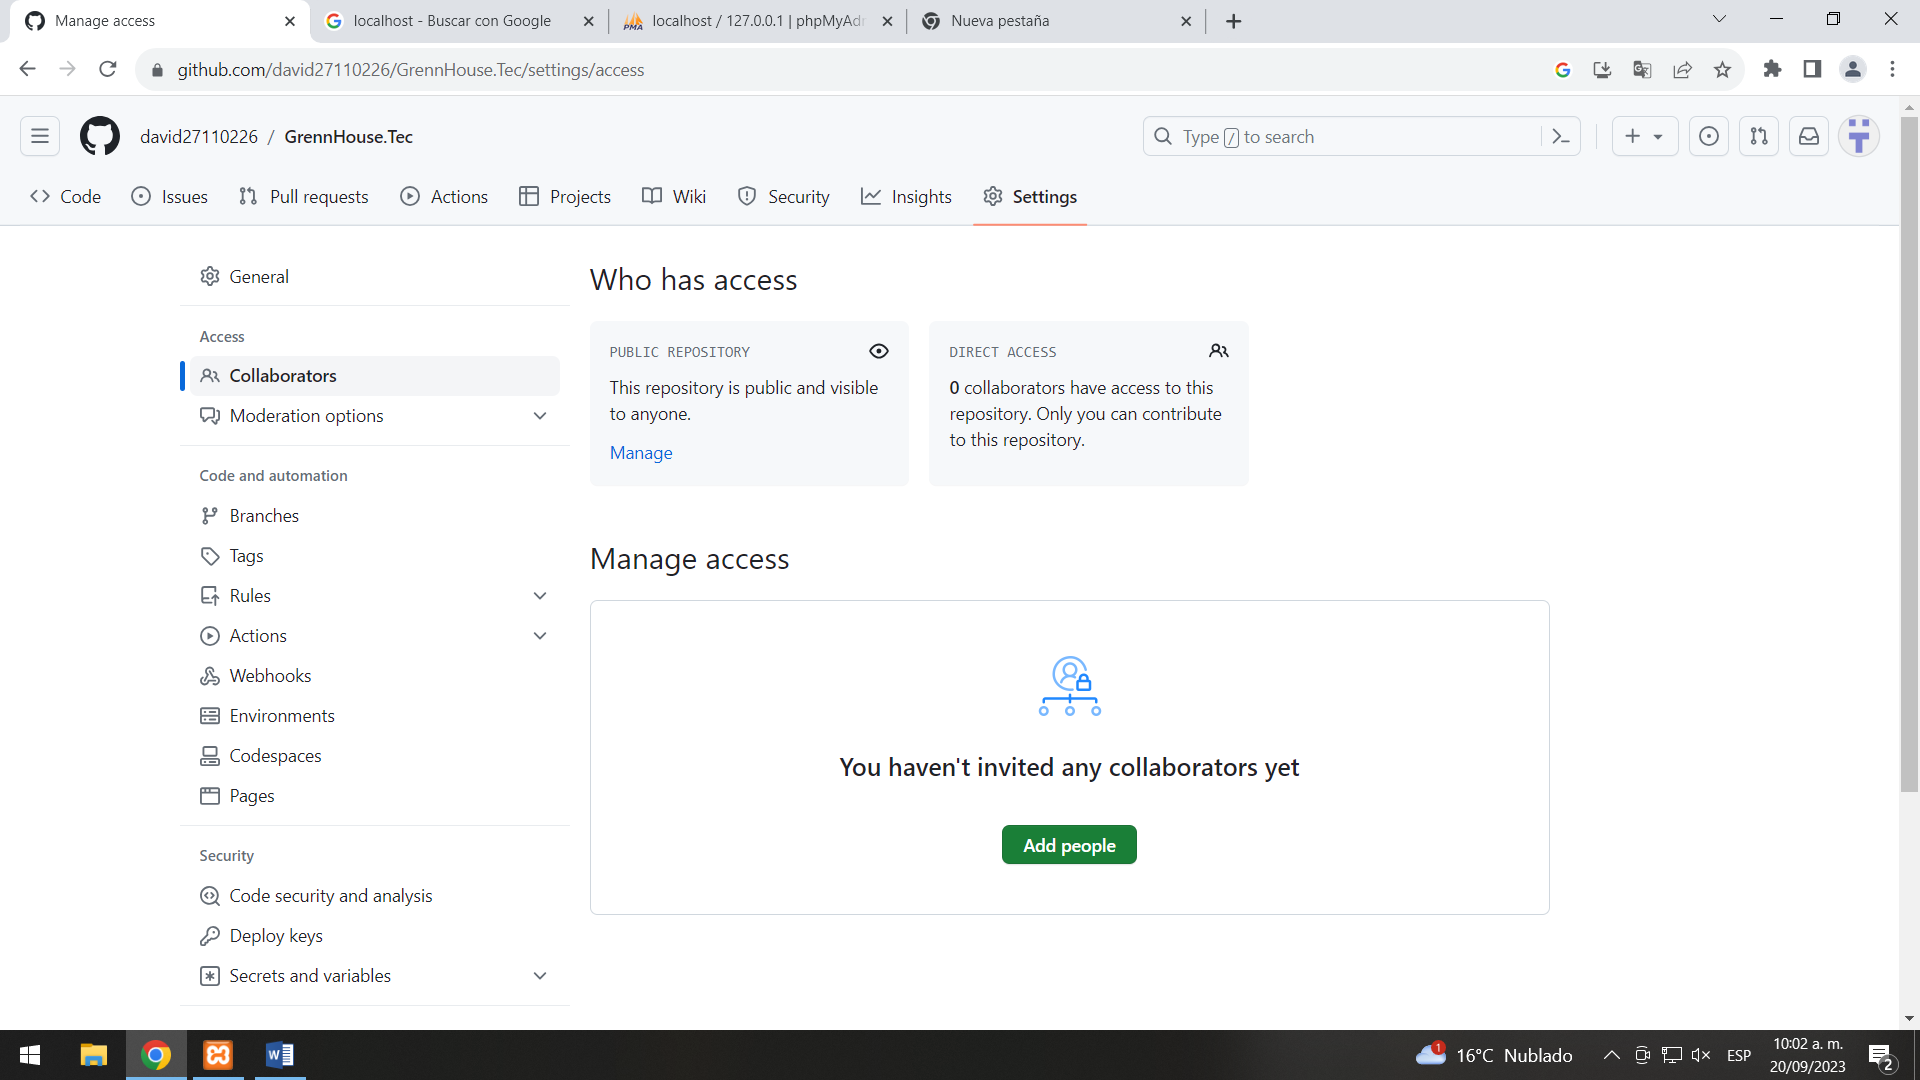 Manage access
localhost - Buscar con Google
localhost / 127.0.0.1 | phpMyAdr
Nueva pestaña
github.com/david27110226/GrennHouse.Tec/settings/access
david27110226 / GrennHouse.Tec
Type / to search
Code
Issues
Pull requests
Actions
Projects
Wiki
Security
Insights
Settings
General
Access
Collaborators
Moderation options
Code and automation
Branches
Tags
Rules
Actions
Webhooks
Environments
Codespaces
Pages
Security
Code security and analysis
Deploy keys
Secrets and variables
Who has access
PUBLIC REPOSITORY
This repository is public and visible
to anyone.
Manage
DIRECT ACCESS
0 collaborators have access to this
repository. Only you can contribute
to this repository.
Manage access
You haven't invited any collaborators yet
Add people
1
16°C Nublado
ESP
10:02 a. m.
20/09/2023
2